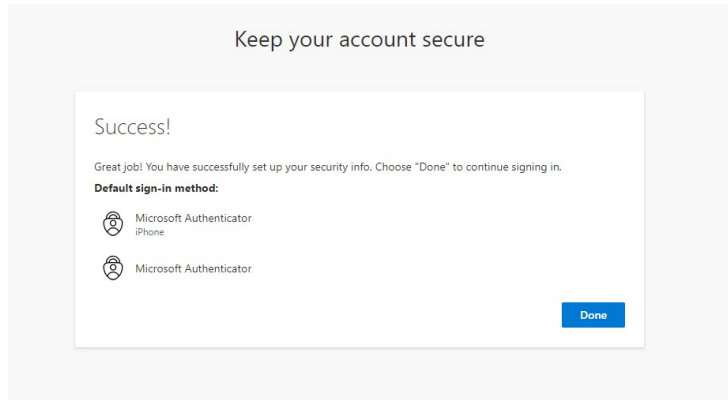 Keep your account secure
Success!
Great job! You have successfully set up your security info. Choose "Done" to continue signing in.
Default sign-in method:
Microsoft Authenticator
iPhone
Microsoft Authenticator
Done